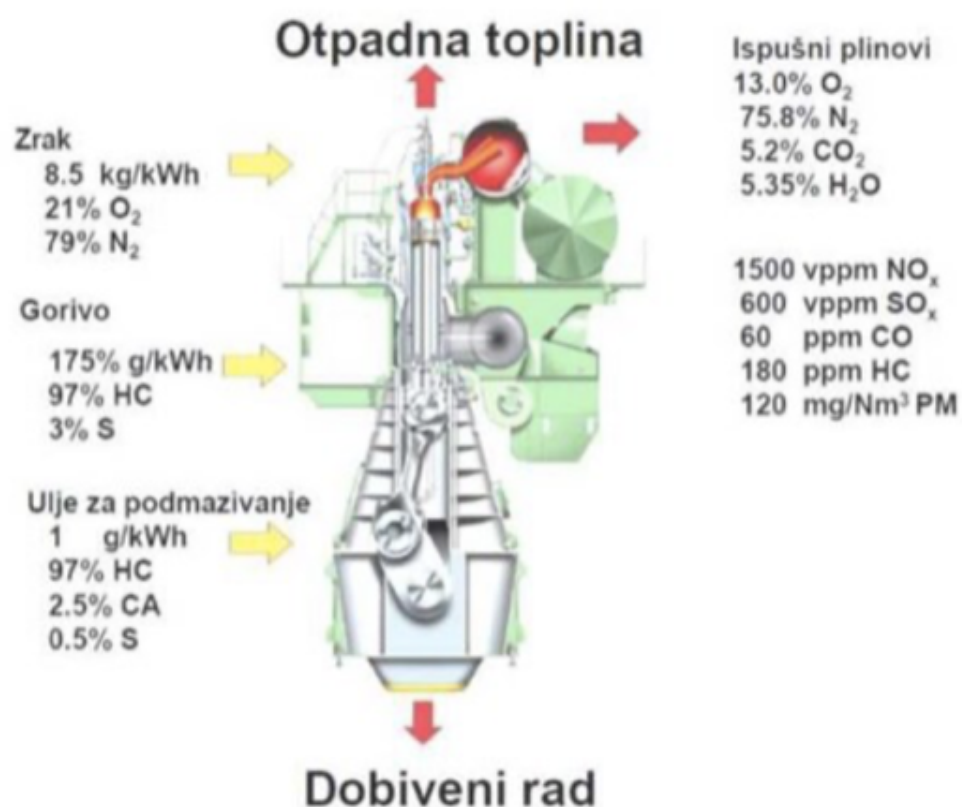 Otpadna toplina
Zrak
8.5 kg/kWh
21% O₂
79% N₂
Gorivo
175% g/kWh
97% HC
3% S
Ulje za podmazivanje
1 g/kWh
97% HC
2.5% CA
0.5% S
Ispušni plinovi
13.0% O₂
75.8% N₂
5.2% CO₂
5.35% H₂O
1500 vppm NOₓ
600 vppm SOₓ
60 ppm CO
180 ppm HC
120 mg/Nm³ PM
Dobiveni rad